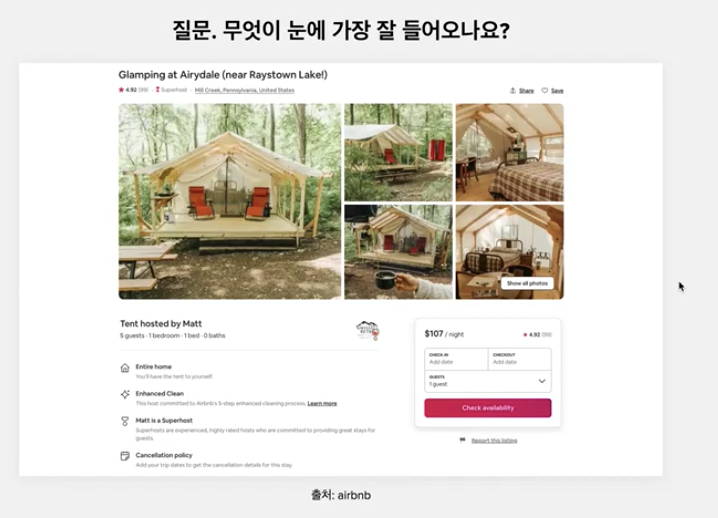 질문. 무엇이 눈에 가장 잘 들어오나요?
Glamping at Airydale (near Raystown Lake!)
★ 4.92 (99) · Superhost · Mill Creek, Pennsylvania, United States
Share Save
Show all photos
Tent hosted by Matt
5 guests · 1 bedroom · 1 bed · 0 baths
Entire home
You'll have the tent to yourself.
Enhanced Clean
This host committed to Airbnb's 5-step enhanced cleaning process. Learn more
Matt is a Superhost
Superhosts are experienced, highly rated hosts who are committed to providing great stays for
guests.
Cancellation policy
Add your trip dates to get the cancellation details for this stay.
$107 / night ★ 4.92 (99)
CHECK-IN CHECKOUT
Add date Add date
GUESTS
1 guest
Check availability
Report this listing
출처: airbnb